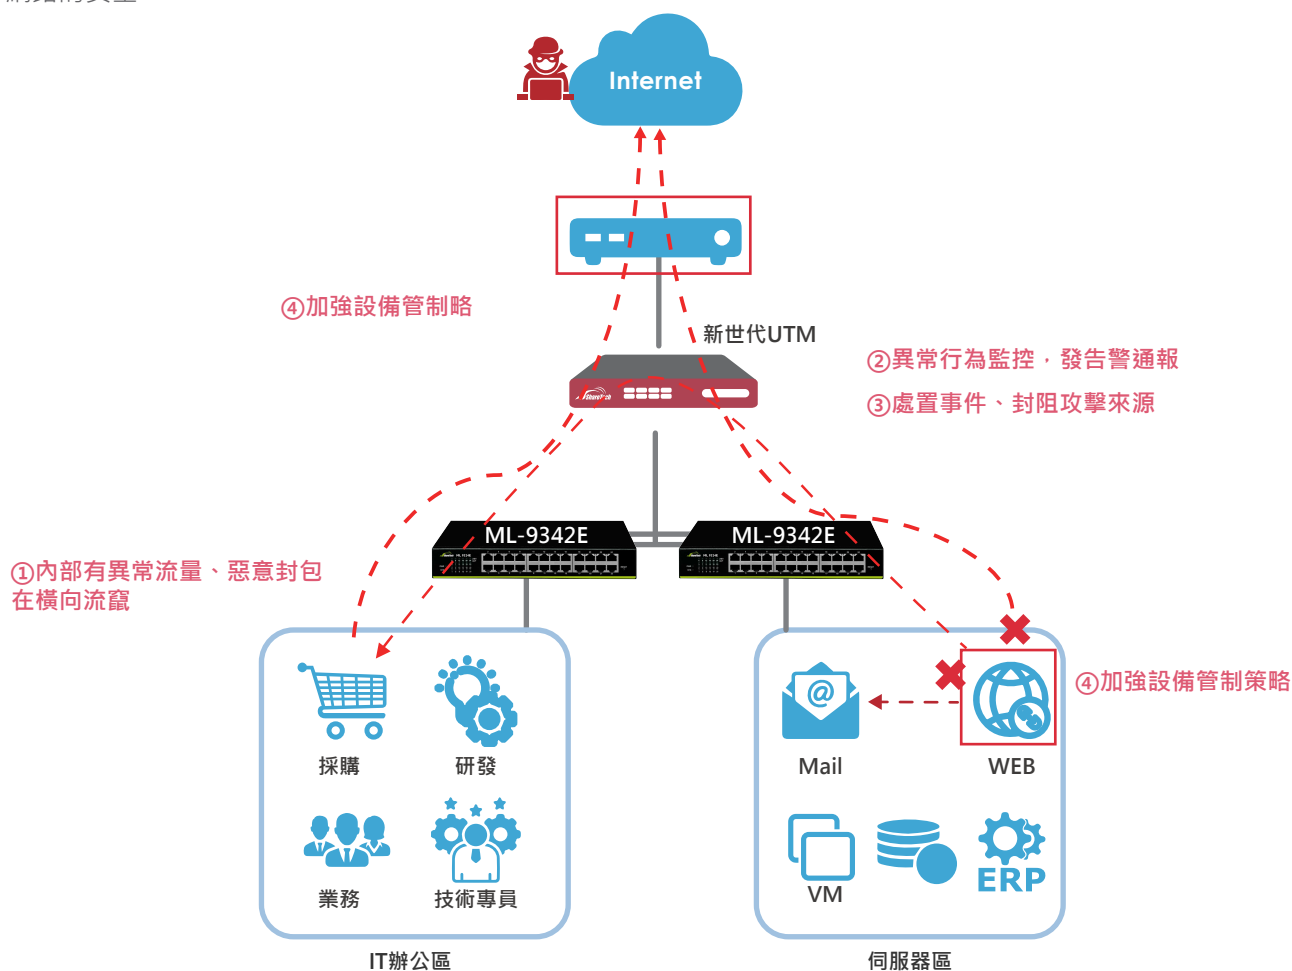 Internet
④加強設備管制略
新世代UTM
②異常行為監控，發告警通報
③處置事件、封阻攻擊來源
ShareTech
ML-9342E
ML-9342E
①內部有異常流量、惡意封包
在橫向流竄
④加強設備管制策略
@
採購
研發
Mail
WEB
ERP
業務
技術專員
VM
IT辦公區
伺服器區